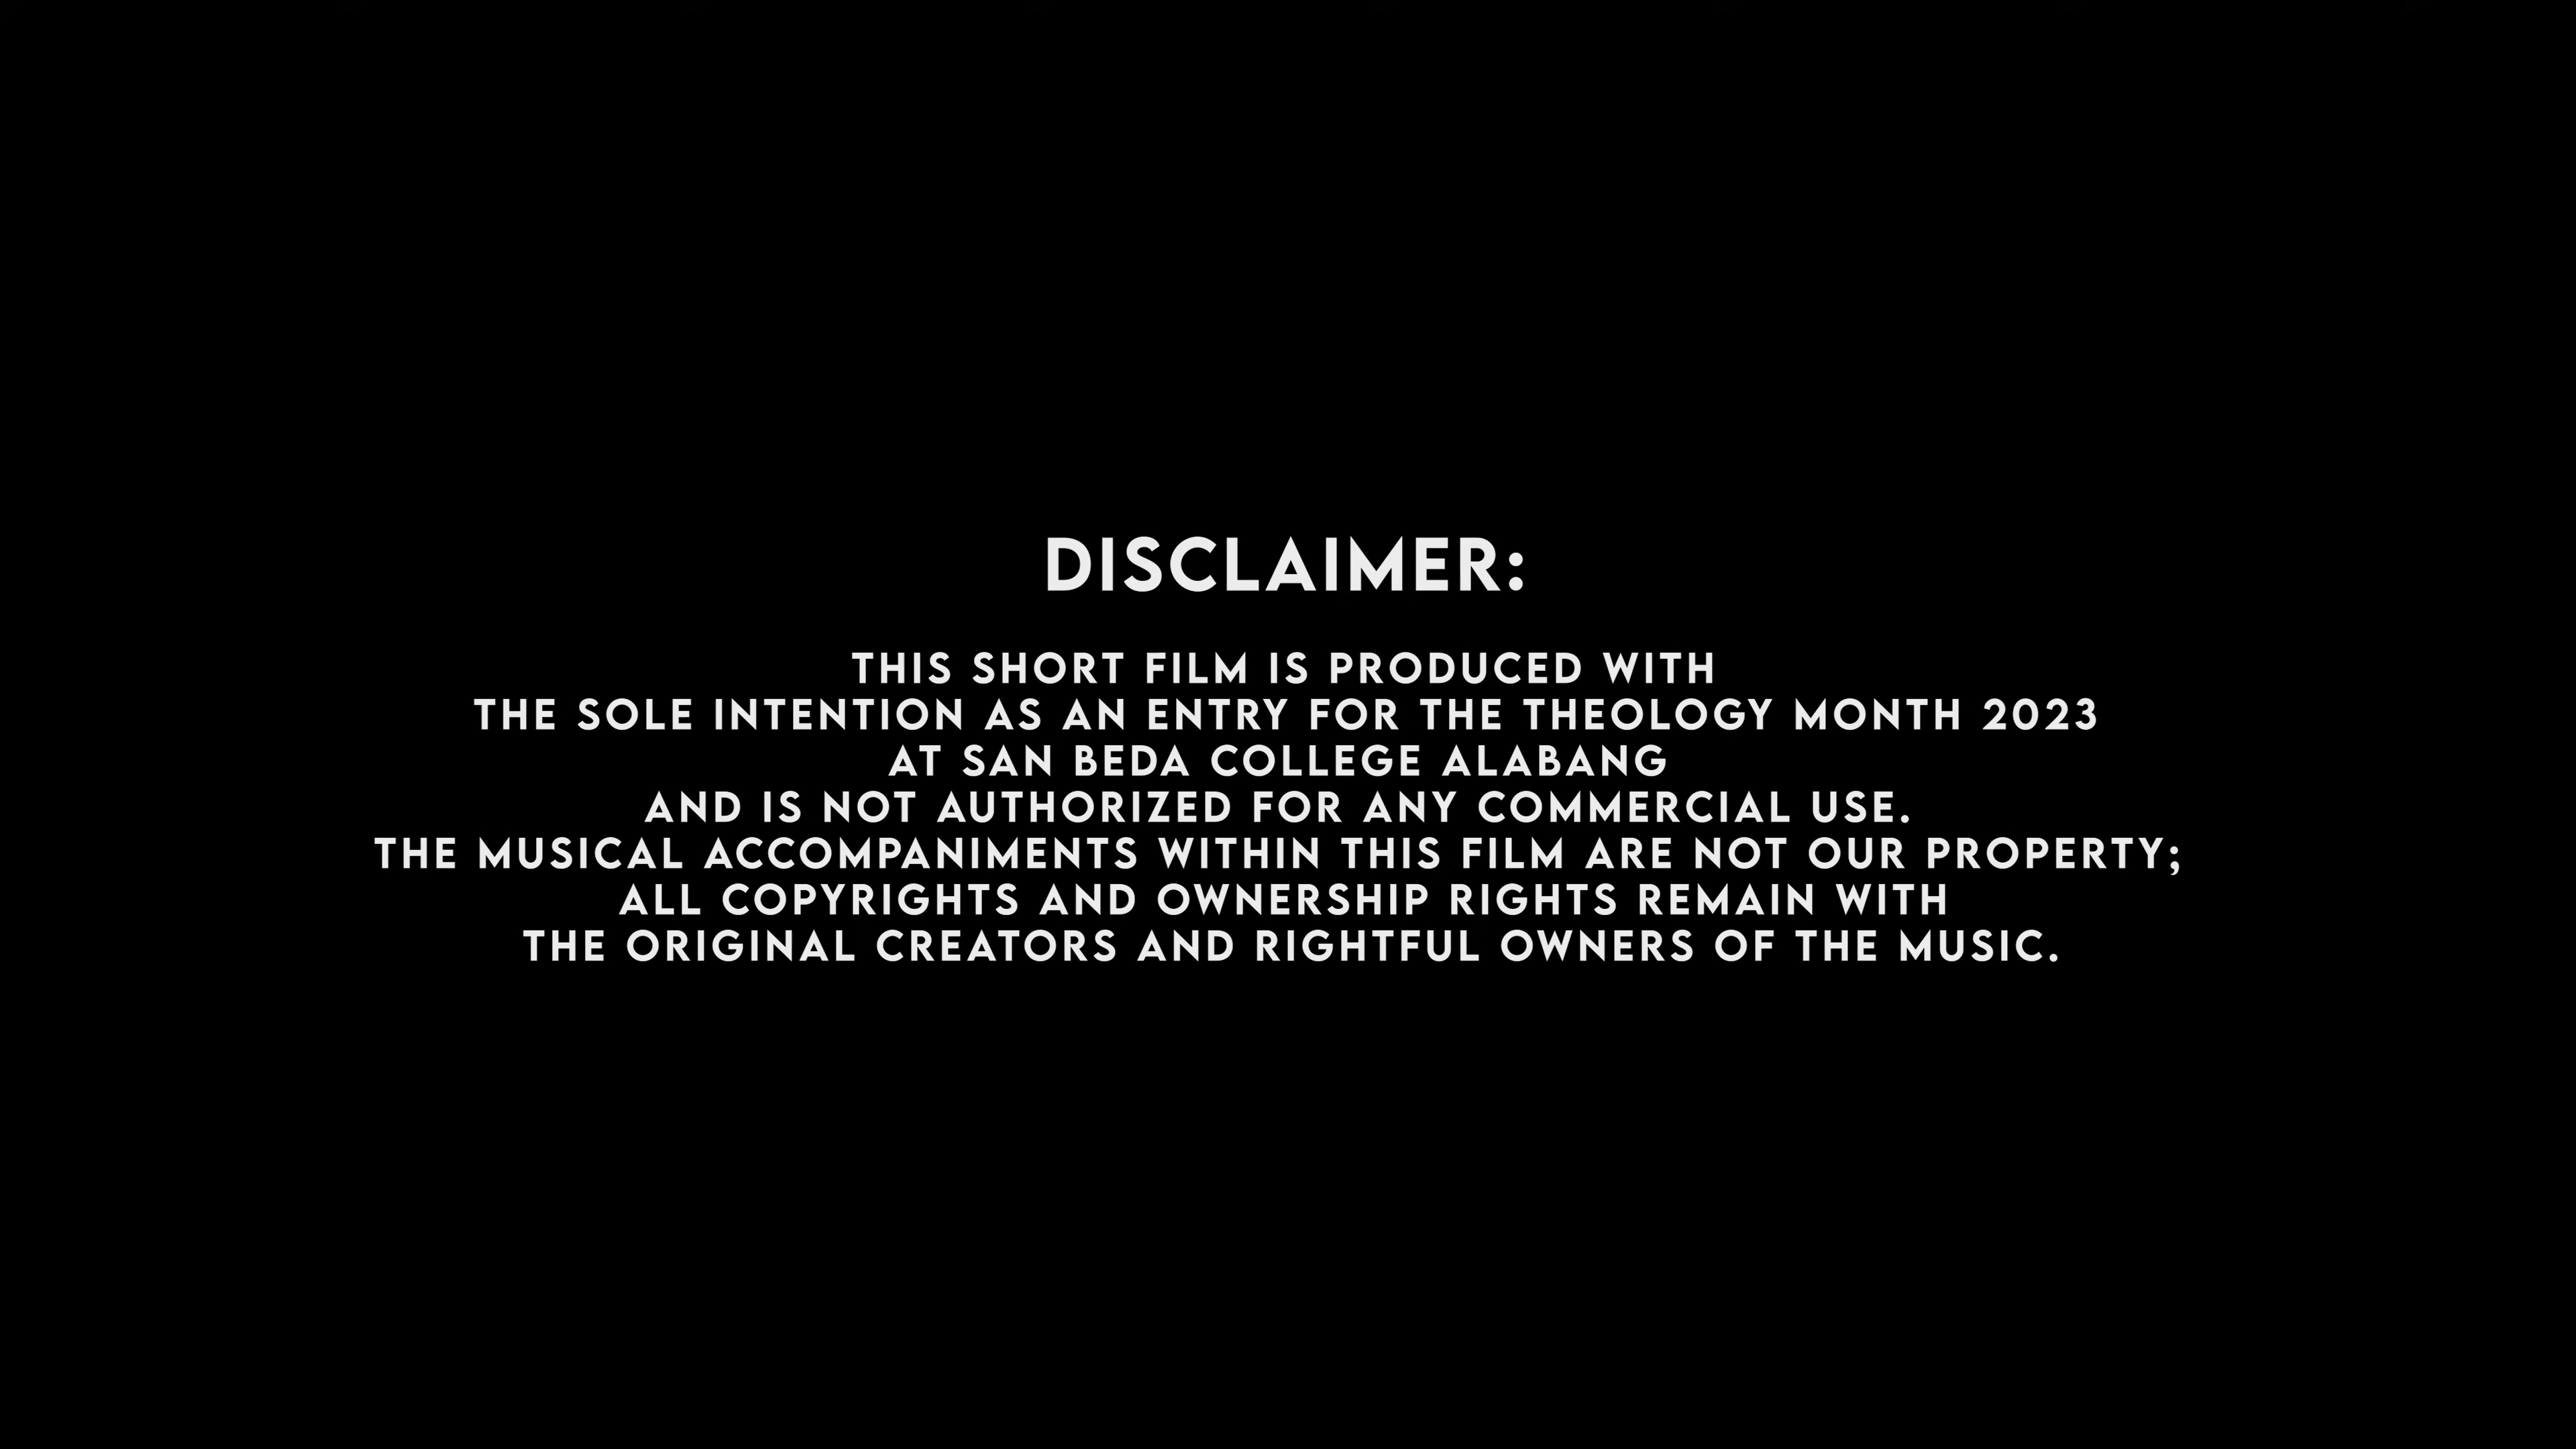 DISCLAIMER:
THIS SHORT FILM IS PRODUCED WITH
THE SOLE INTENTION AS AN ENTRY FOR THE THEOLOGY MONTH 2023
AT SAN BEDA COLLEGE ALABANG
AND IS NOT AUTHORIZED FOR ANY COMMERCIAL USE.
THE MUSICAL ACCOMPANIMENTS WITHIN THIS FILM ARE NOT OUR PROPERTY;
ALL COPYRIGHTS AND OWNERSHIP RIGHTS REMAIN WITH
THE ORIGINAL CREATORS AND RIGHTFUL OWNERS OF THE MUSIC.